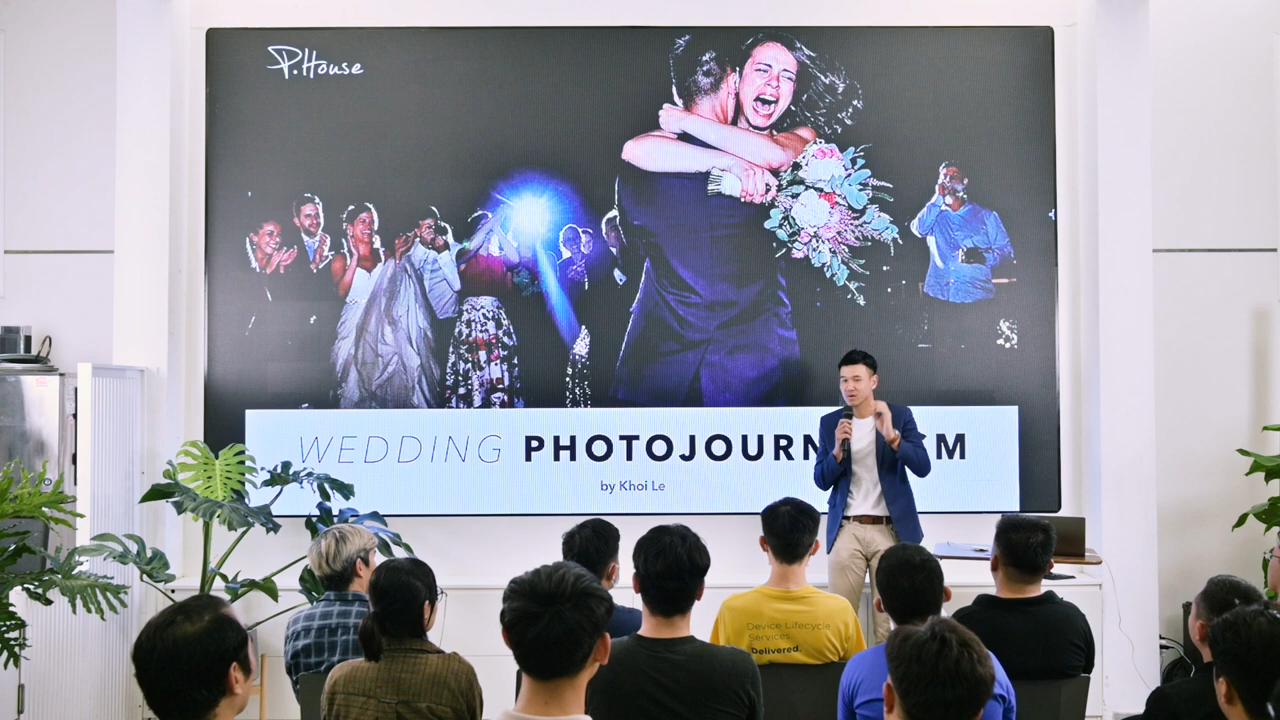 P.House
WEDDING PHOTOJOURN M
by Khoi Le
Device Lifecycle
Services
Delivered.